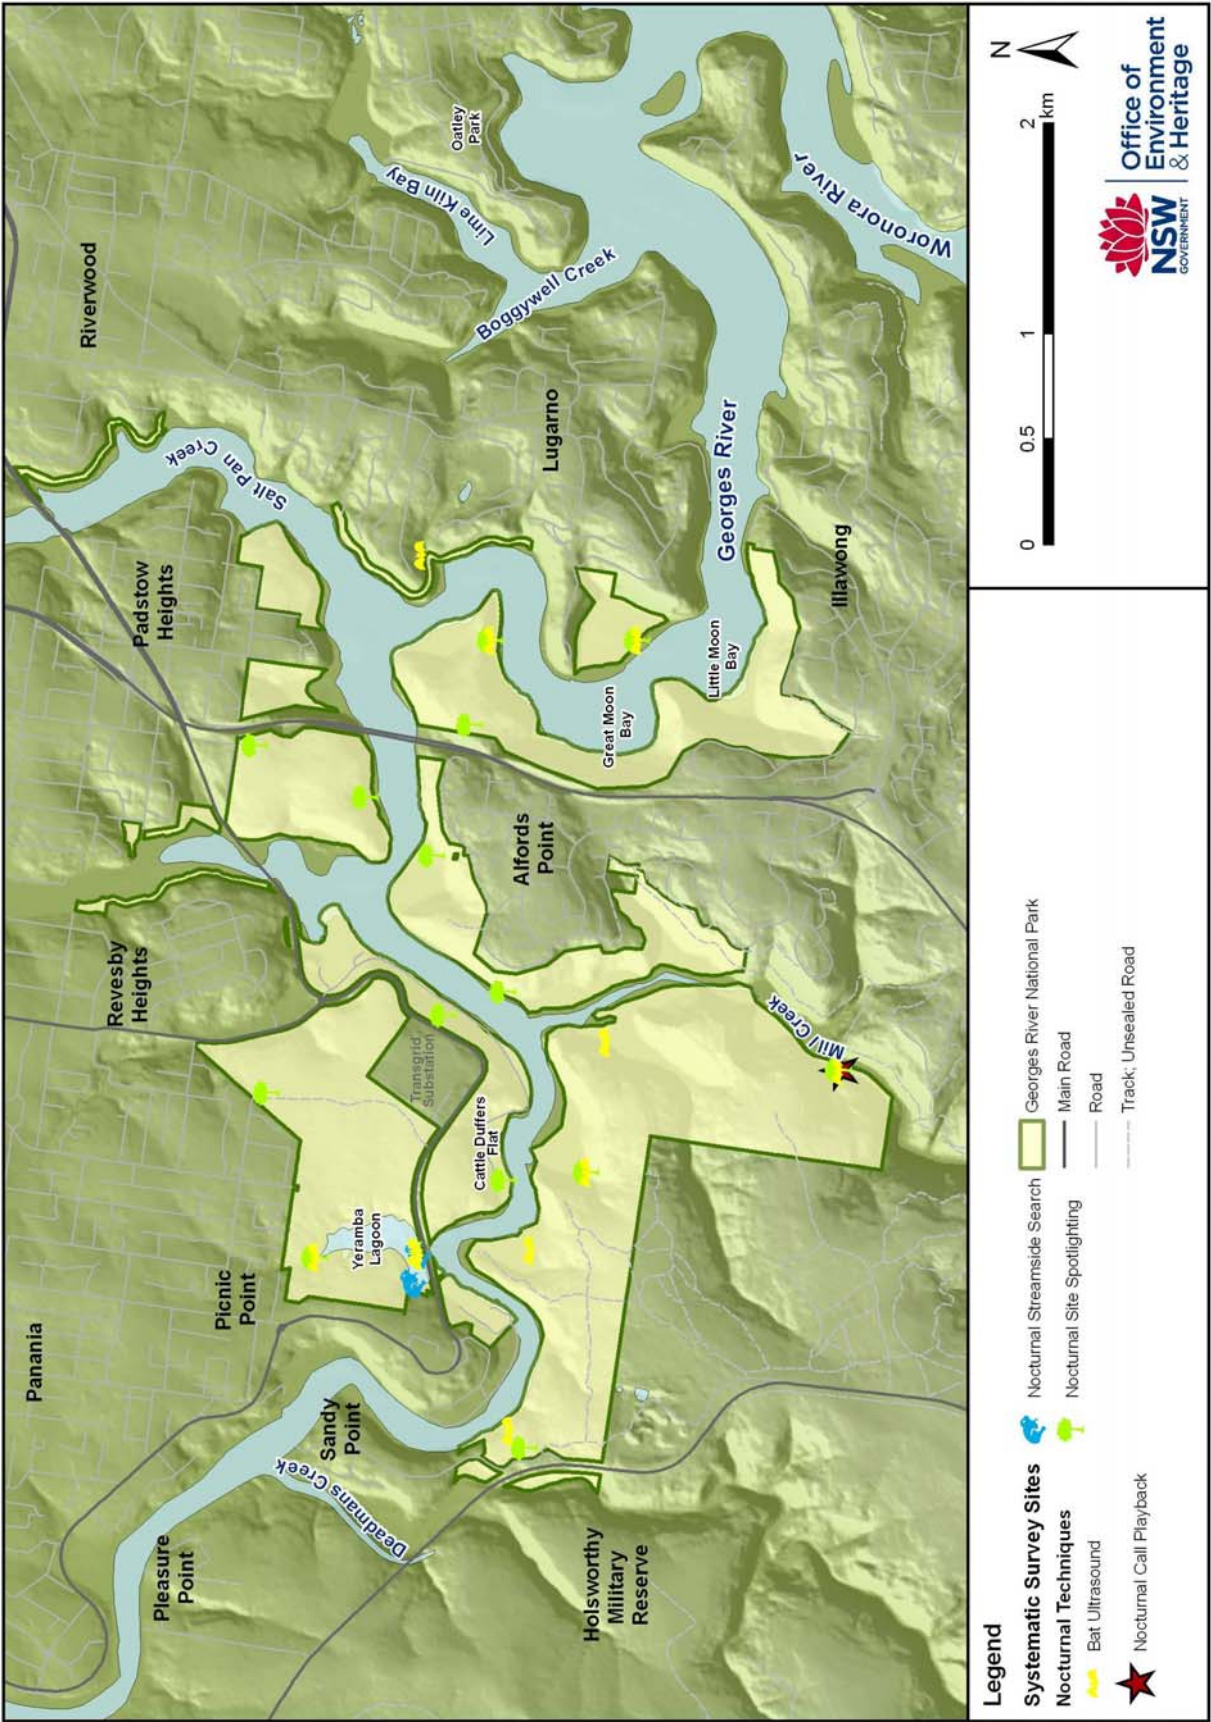 Panania
Pleasure
Point
Picnic
Point
Sandy
Point
Deadmans Creek
Holsworthy
Military
Reserve
Revesby
Heights
Yeramba
Lagoon
Transgrid
Substation
Cattle Duffers
Flat
Mill Creek
Padstow
Heights
Alfords
Point
Great Moon
Bay
Little Moon
Bay
Illawong
Riverwood
Salt Pan Creek
Lugarno
Georges River
Boggywell Creek
Lime Kiln Bay
Oatley
Park
Woronora River
Legend
Systematic Survey Sites
Nocturnal Techniques
Bat Ultrasound
Nocturnal Call Playback
Nocturnal Streamside Search
Nocturnal Site Spotlighting
Georges River National Park
Main Road
Road
Track; Unsealed Road
0 0.5 1 2
km
N
NSW
GOVERNMENT
Office of
Environment
& Heritage